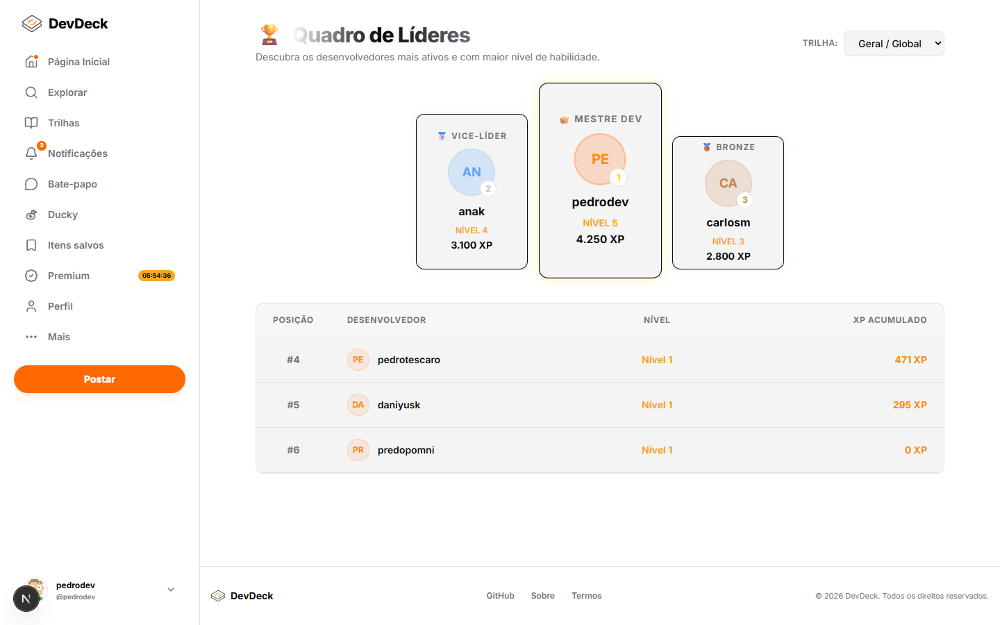 DevDeck
Página Inicial
Explorar
Trilhas
2
Notificações
Bate-papo
Ducky
Itens salvos
Premium 05:54:36
Perfil
Mais
Postar
pedrodev
@pedrodev
N
Quadro de Líderes
Descubra os desenvolvedores mais ativos e com maior nível de habilidade.
TRILHA: Geral / Global
VICE-LÍDER
AN
2
anak
NÍVEL 4
3.100 XP
MESTRE DEV
PE
1
pedrodev
NÍVEL 5
4.250 XP
BRONZE
CA
3
carlosm
NÍVEL 3
2.800 XP
POSIÇÃO DESENVOLVEDOR NÍVEL XP ACUMULADO
#4 PE pedrotescaro Nível 1 471 XP
#5 DA daniyusk Nível 1 295 XP
#6 PR predopomni Nível 1 0 XP
DevDeck GitHub Sobre Termos © 2026 DevDeck. Todos os direitos reservados.